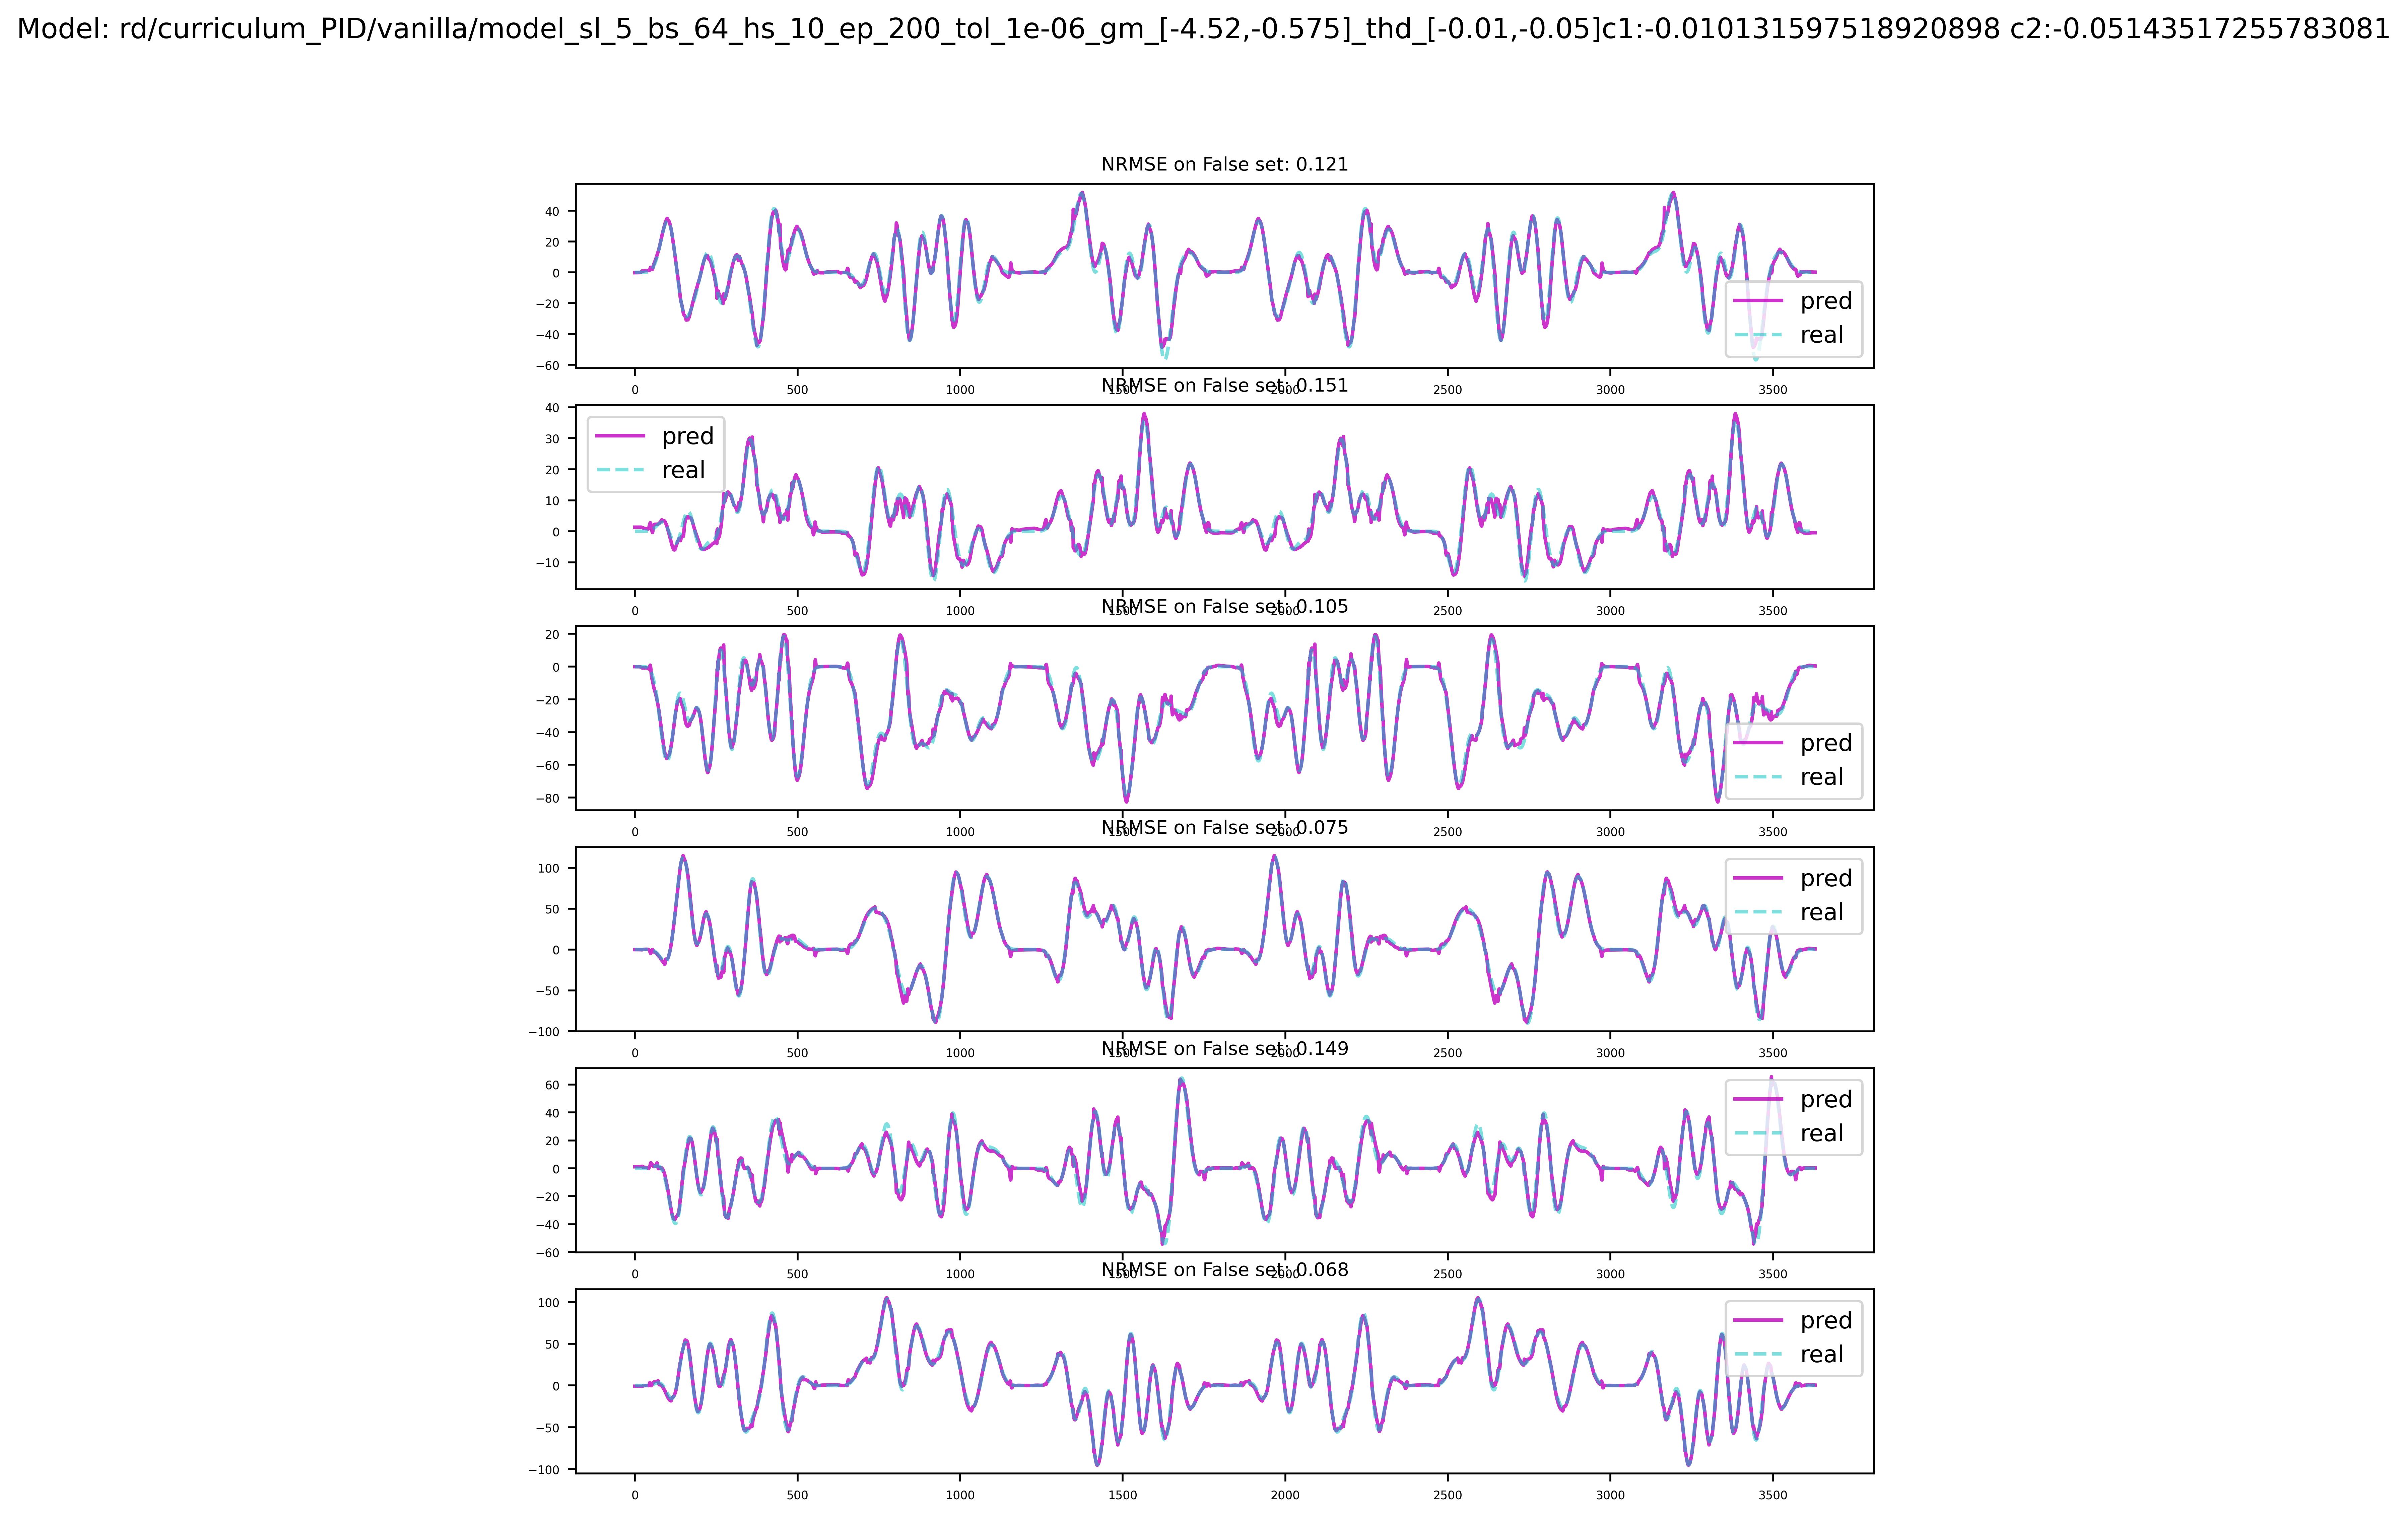 Model: rd/curriculum_PID/vanilla/model_sl_5_bs_64_hs_10_ep_200_tol_1e-06_gm_[-4.52,-0.575]_thd_[-0.01,-0.05]c1:-0.010131597518920898 c2:-0.05143517255783081
NRMSE on False set: 0.121
40
20
0
−20
−40
−60
pred
real
0 500 1000 1500 2000 2500 3000 3500
NRMSE on False set: 0.151
40
30
20
10
0
−10
pred
real
0 500 1000 1500 2000 2500 3000 3500
NRMSE on False set: 0.105
20
0
−20
−40
−60
−80
pred
real
0 500 1000 1500 2000 2500 3000 3500
NRMSE on False set: 0.075
100
50
0
−50
−100
pred
real
0 500 1000 1500 2000 2500 3000 3500
NRMSE on False set: 0.149
60
40
20
0
−20
−40
−60
pred
real
0 500 1000 1500 2000 2500 3000 3500
NRMSE on False set: 0.068
100
50
0
−50
−100
pred
real
0 500 1000 1500 2000 2500 3000 3500